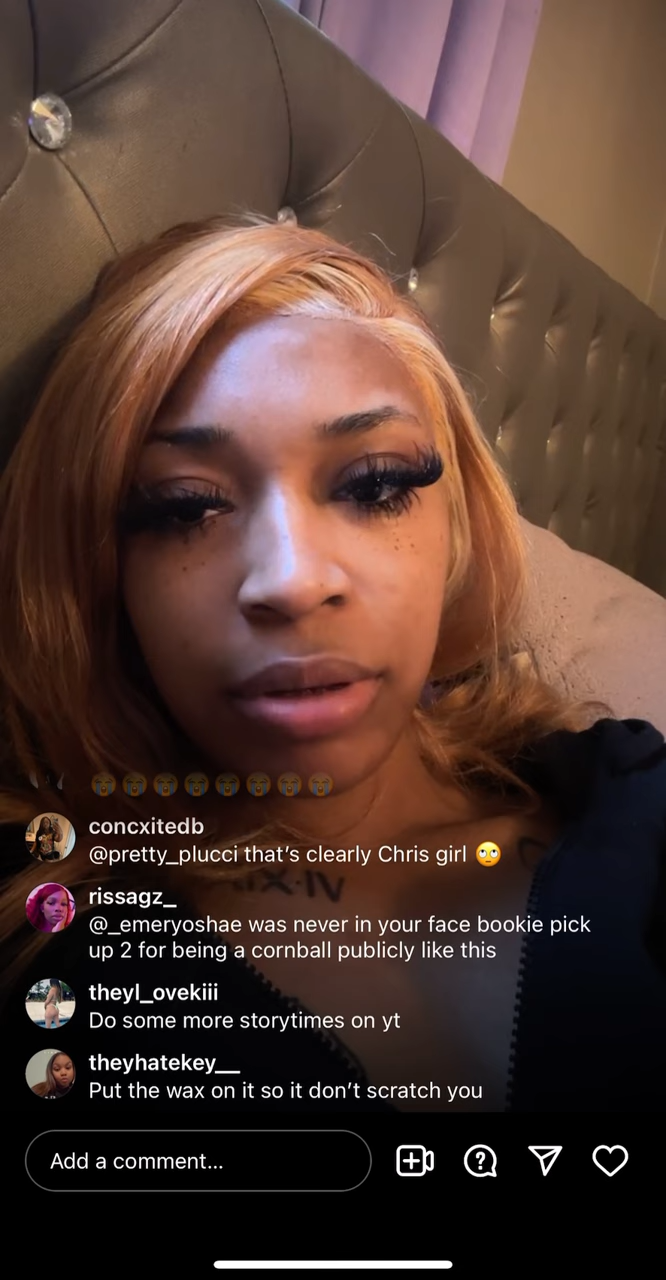 😭😭😭😭😭😭😭😭
concxitedb
@pretty_plucci that’s clearly Chris girl 🙄
IX·IV
rissagz_
@_emeryoshae was never in your face bookie pick
up 2 for being a cornball publicly like this
theyl_ovekiii
Do some more storytimes on yt
theyhatekey__
Put the wax on it so it don’t scratch you
Add a comment...